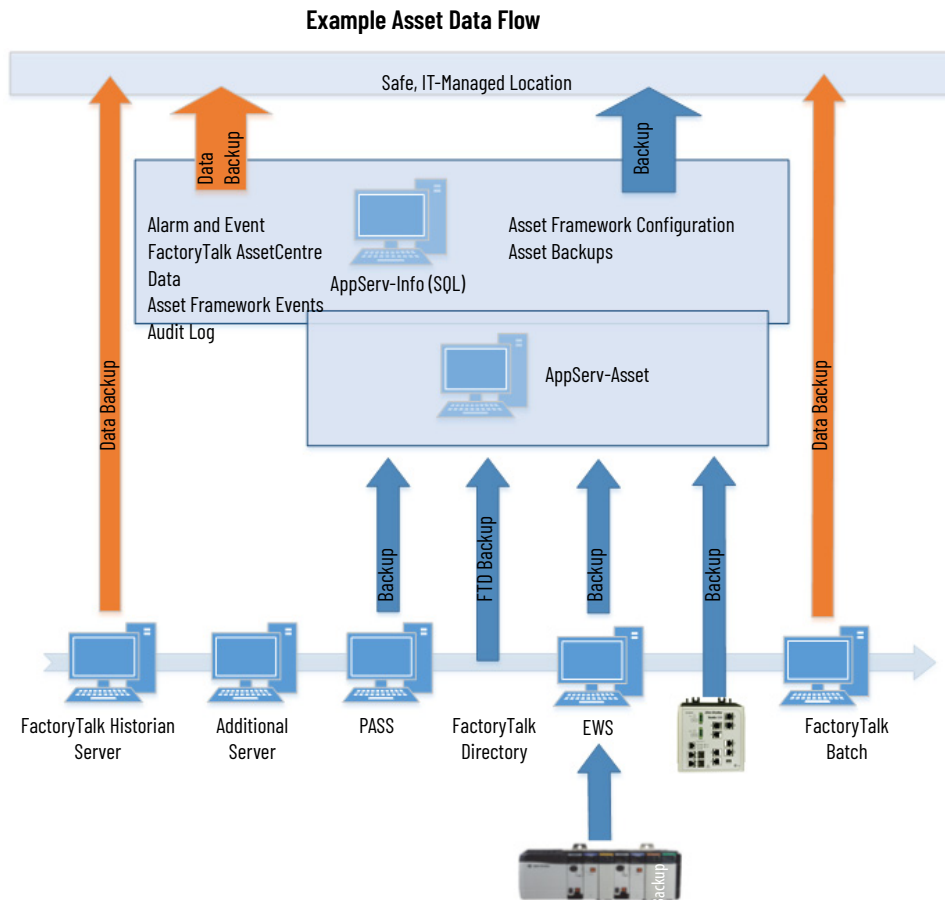 Example Asset Data Flow
Safe, IT-Managed Location
Data
Backup
Backup
Alarm and Event
FactoryTalk AssetCentre
Data
Asset Framework Events
Audit Log
AppServ-Info (SQL)
Asset Framework Configuration
Asset Backups
AppServ-Asset
Data Backup
Backup
FTD Backup
Backup
Backup
Data Backup
FactoryTalk Historian
Server
Additional
Server
PASS
FactoryTalk
Directory
EWS
FactoryTalk
Batch
Backup